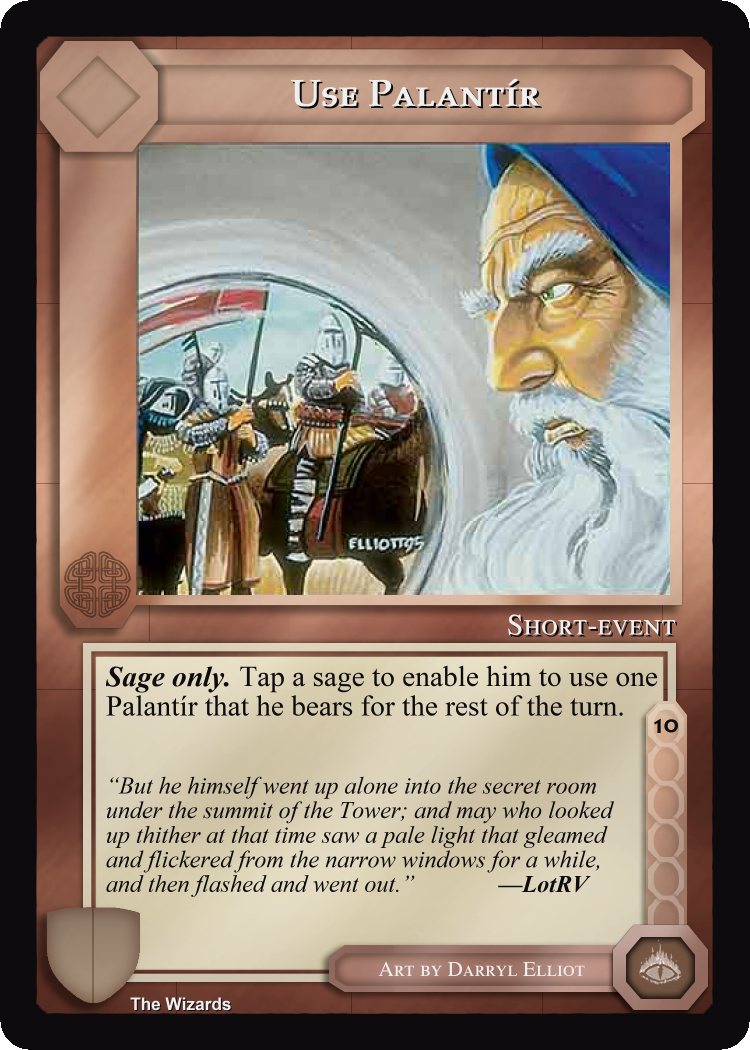 Use Palantír
ELLIOTT95
Short-event
Sage only. Tap a sage to enable him to use one
Palantír that he bears for the rest of the turn.
10
“But he himself went up alone into the secret room
under the summit of the Tower; and may who looked
up thither at that time saw a pale light that gleamed
and flickered from the narrow windows for a while,
and then flashed and went out.” —LotRV
Art by Darryl Elliot
The Wizards